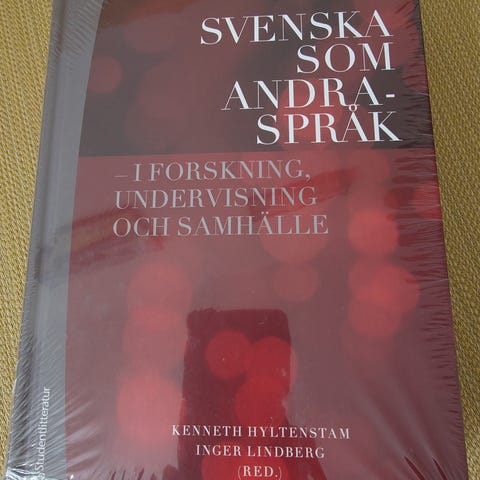 SVENSKA
SOM
ANDRA-
SPRÅK
– I FORSKNING,
UNDERVISNING
OCH SAMHÄLLE
KENNETH HYLTENSTAM
INGER LINDBERG
(RED.)
Studentlitteratur